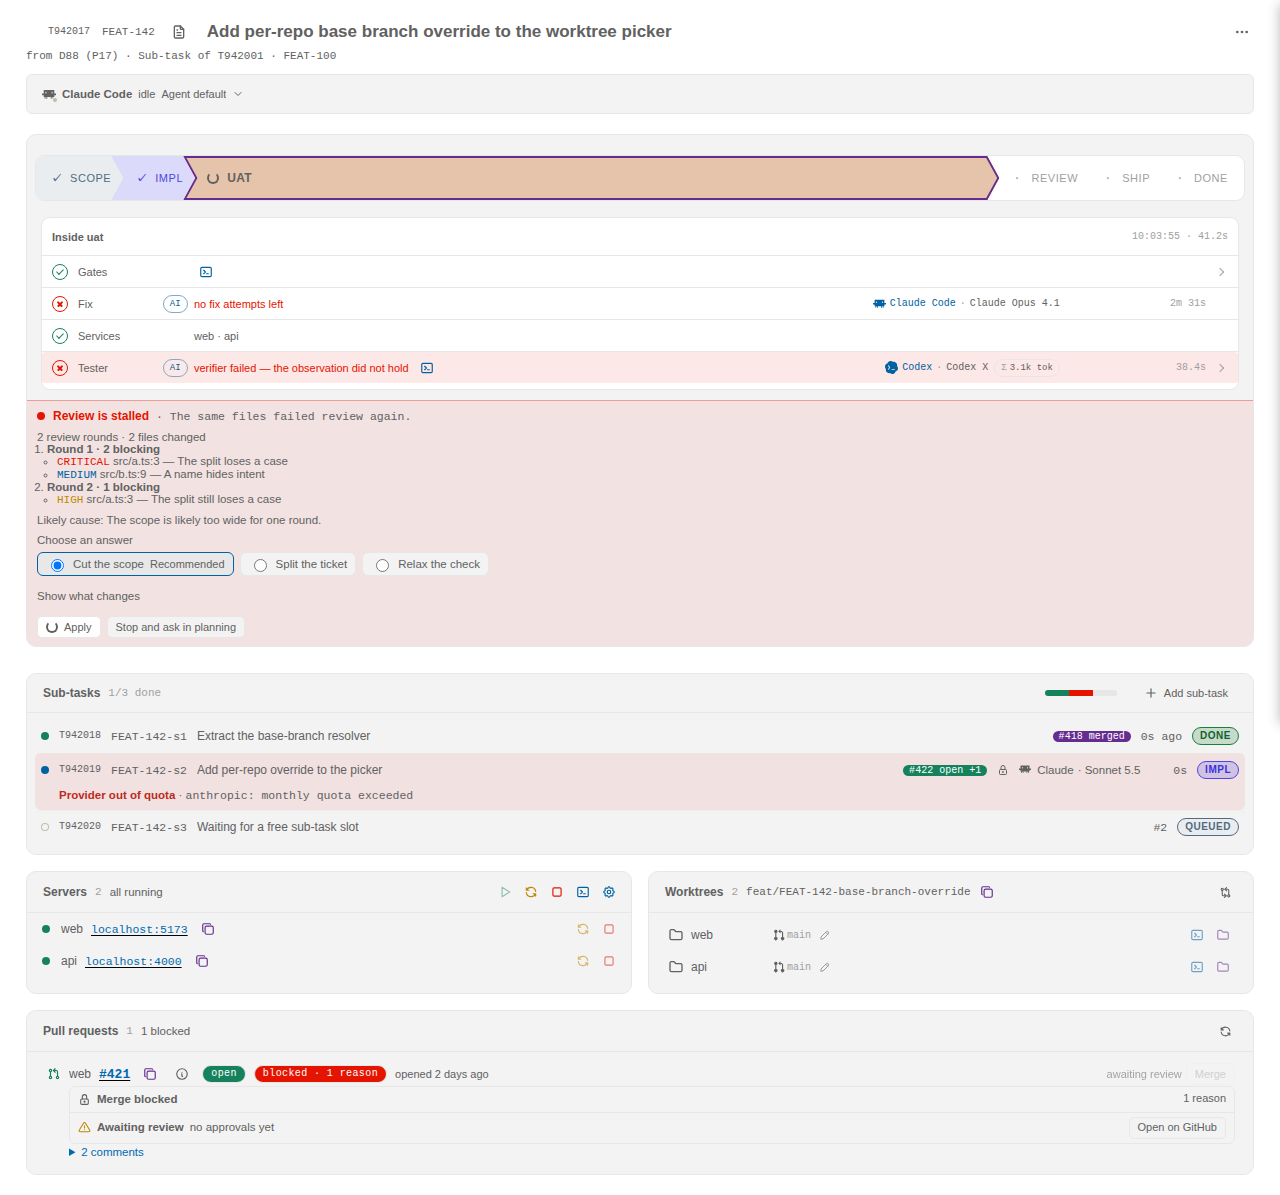 T942017 FEAT-142 Add per-repo base branch override to the worktree picker
from D88 (P17) · Sub-task of T942001 · FEAT-100
Claude Code idle Agent default
SCOPE IMPL UAT · REVIEW · SHIP · DONE
Inside uat 10:03:55 · 41.2s
Gates
Fix AI no fix attempts left Claude Code · Claude Opus 4.1 2m 31s
Services web · api
Tester AI verifier failed — the observation did not hold Codex · Codex X Σ 3.1k tok 38.4s
Review is stalled · The same files failed review again.
2 review rounds · 2 files changed
1. Round 1 · 2 blocking
CRITICAL src/a.ts:3 — The split loses a case
MEDIUM src/b.ts:9 — A name hides intent
2. Round 2 · 1 blocking
HIGH src/a.ts:3 — The split still loses a case
Likely cause: The scope is likely too wide for one round.
Choose an answer
Cut the scope Recommended Split the ticket Relax the check
Show what changes
Apply Stop and ask in planning
Sub-tasks 1/3 done Add sub-task
T942018 FEAT-142-s1 Extract the base-branch resolver #418 merged 0s ago DONE
T942019 FEAT-142-s2 Add per-repo override to the picker #422 open +1 Claude · Sonnet 5.5 0s IMPL
Provider out of quota · anthropic: monthly quota exceeded
T942020 FEAT-142-s3 Waiting for a free sub-task slot #2 QUEUED
Servers 2 all running
web localhost:5173
api localhost:4000
Worktrees 2 feat/FEAT-142-base-branch-override
web main
api main
Pull requests 1 1 blocked
web #421 open blocked · 1 reason opened 2 days ago awaiting review Merge
Merge blocked 1 reason
Awaiting review no approvals yet Open on GitHub
2 comments